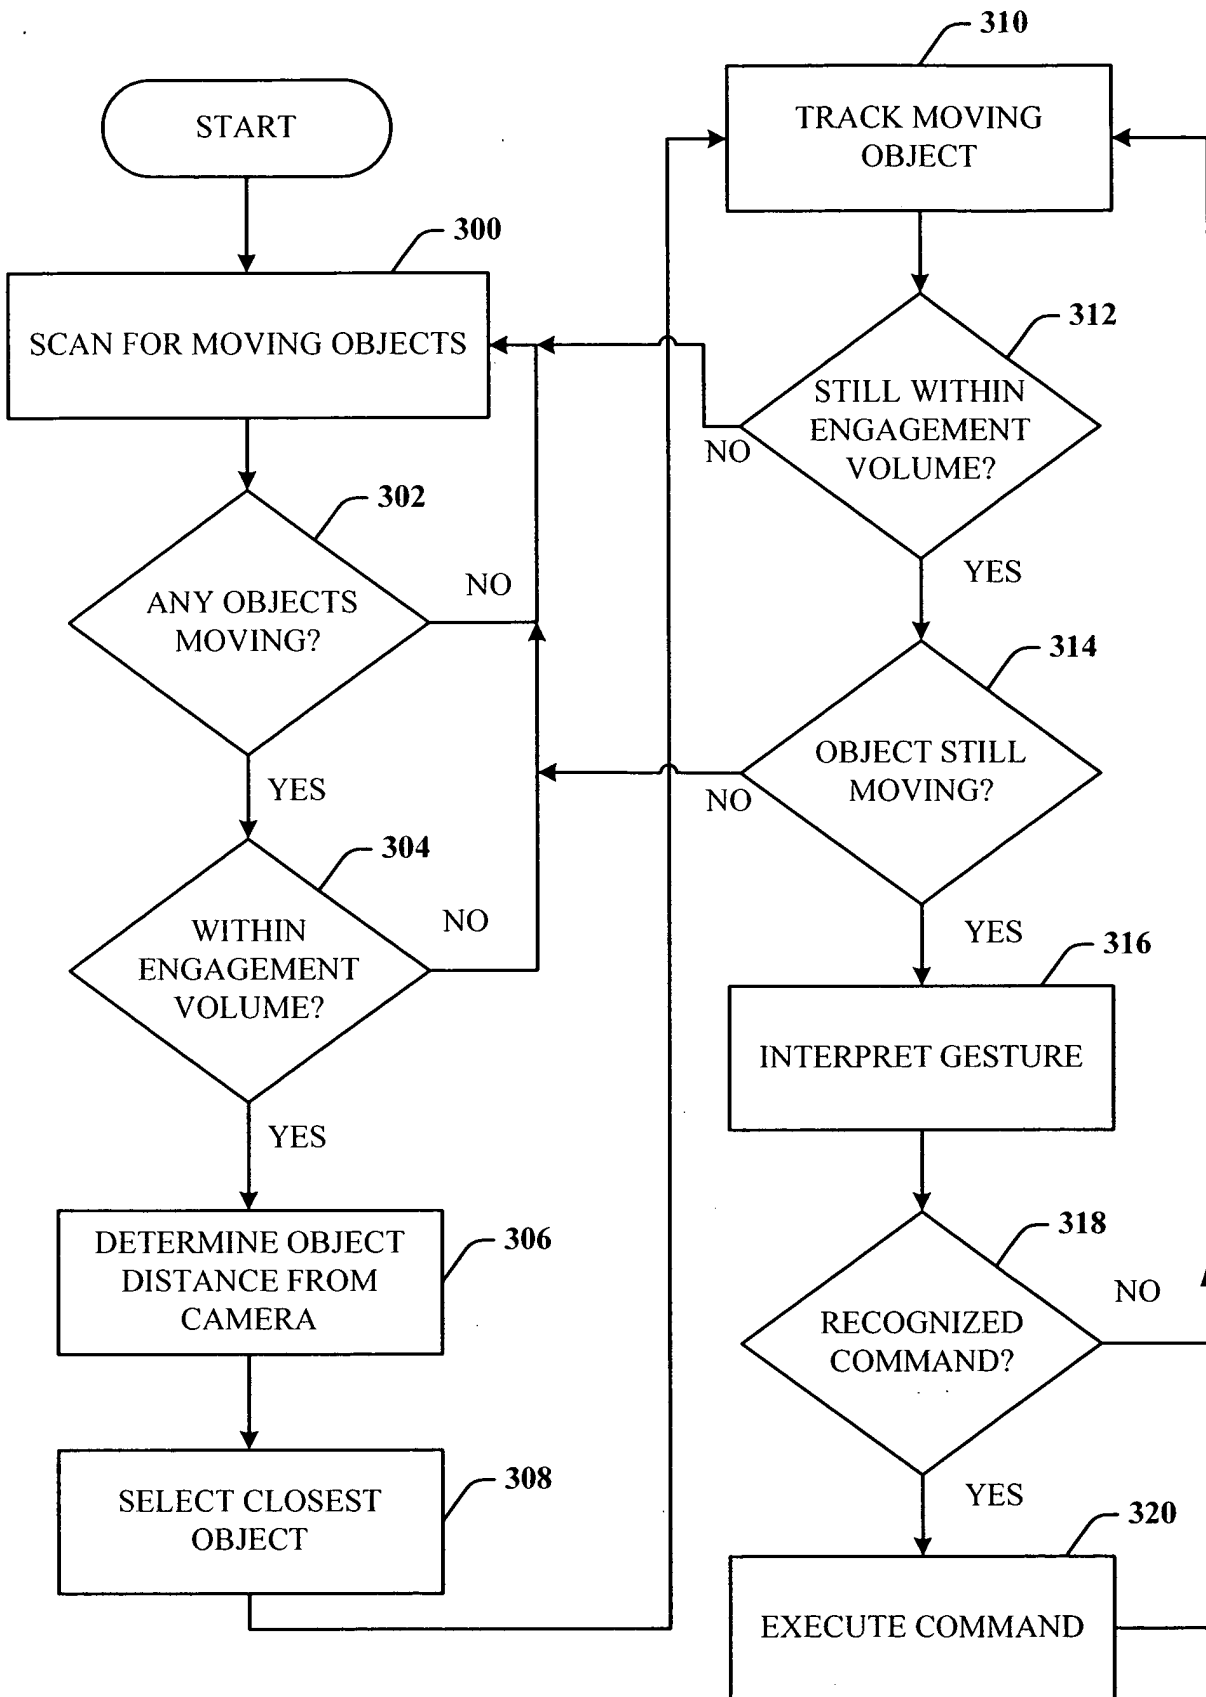 START
300
SCAN FOR MOVING OBJECTS
302
ANY OBJECTS
MOVING?
NO
YES
304
WITHIN
ENGAGEMENT
VOLUME?
NO
YES
306
DETERMINE OBJECT
DISTANCE FROM
CAMERA
308
SELECT CLOSEST
OBJECT
310
TRACK MOVING
OBJECT
312
STILL WITHIN
ENGAGEMENT
VOLUME?
NO
YES
314
OBJECT STILL
MOVING?
NO
YES
316
INTERPRET GESTURE
318
RECOGNIZED
COMMAND?
NO
YES
320
EXECUTE COMMAND